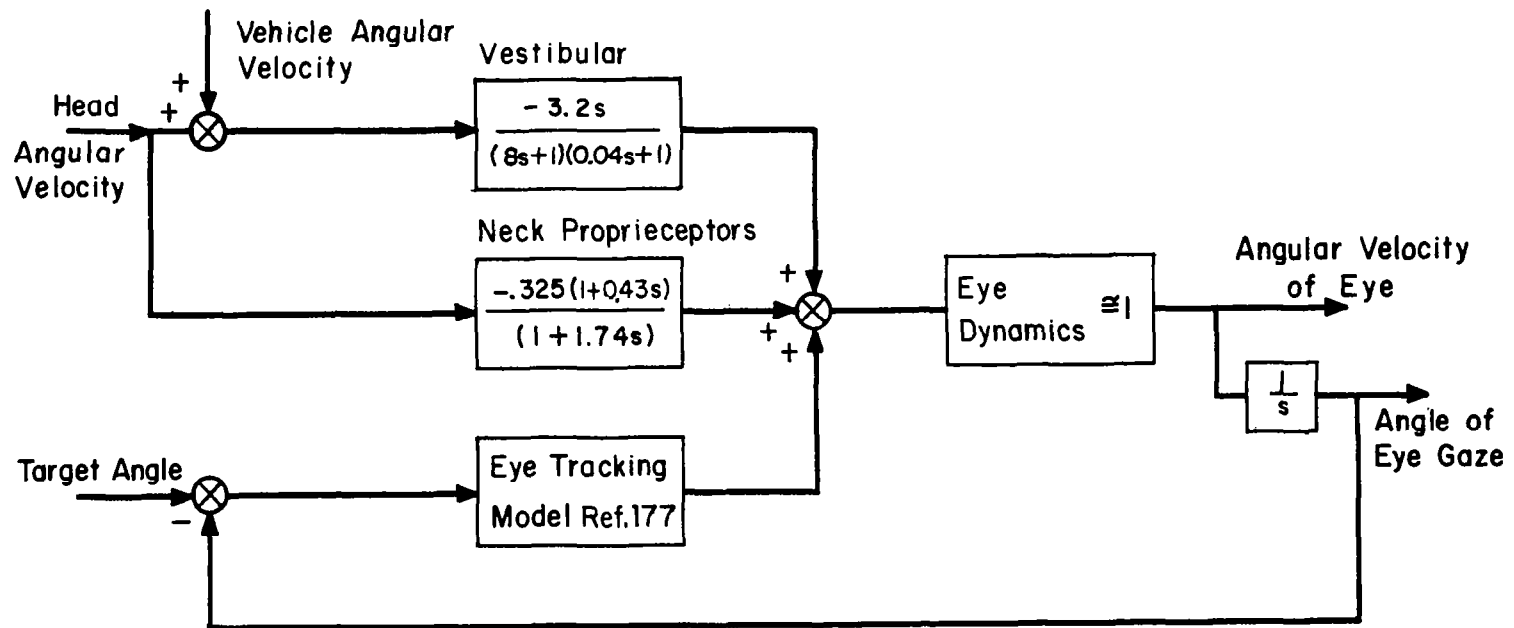 Vehicle Angular
Velocity
+
+
Head
Angular
Velocity
Vestibular
-3.2s
(8s+1)(0.04s+1)
Neck Proprieceptors
-.325(1+0.43s)
(1+1.74s)
+
+
+
Eye
Dynamics ≅1
Angular Velocity
of Eye
1
s
Angle of
Eye Gaze
Target Angle
-
Eye Tracking
Model Ref.177